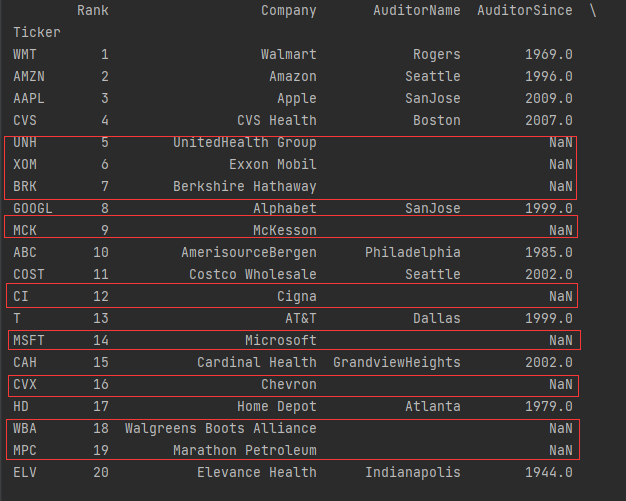 Rank Company AuditorName AuditorSince \
Ticker
WMT 1 Walmart Rogers 1969.0
AMZN 2 Amazon Seattle 1996.0
AAPL 3 Apple SanJose 2009.0
CVS 4 CVS Health Boston 2007.0
UNH 5 UnitedHealth Group NaN
XOM 6 Exxon Mobil NaN
BRK 7 Berkshire Hathaway NaN
GOOGL 8 Alphabet SanJose 1999.0
MCK 9 McKesson NaN
ABC 10 AmerisourceBergen Philadelphia 1985.0
COST 11 Costco Wholesale Seattle 2002.0
CI 12 Cigna NaN
T 13 AT&T Dallas 1999.0
MSFT 14 Microsoft NaN
CAH 15 Cardinal Health GrandviewHeights 2002.0
CVX 16 Chevron NaN
HD 17 Home Depot Atlanta 1979.0
WBA 18 Walgreens Boots Alliance NaN
MPC 19 Marathon Petroleum NaN
ELV 20 Elevance Health Indianapolis 1944.0